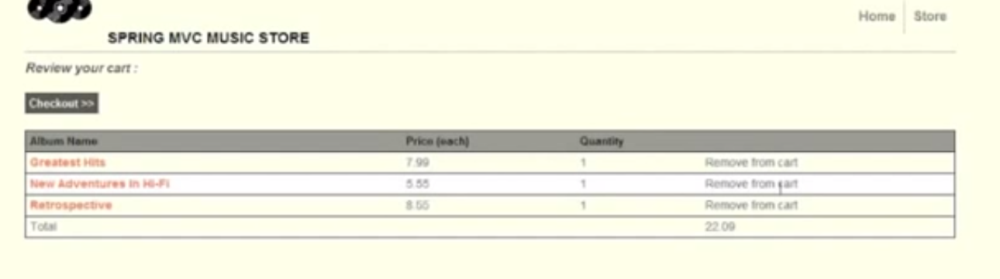 Home Store
SPRING MVC MUSIC STORE
Review your cart :
Checkout >>
Album Name Price (each) Quantity
Greatest Hits 7.99 1 Remove from cart
New Adventures In Hi-Fi 5.55 1 Remove from cart
Retrospective 8.55 1 Remove from cart
Total 22.09